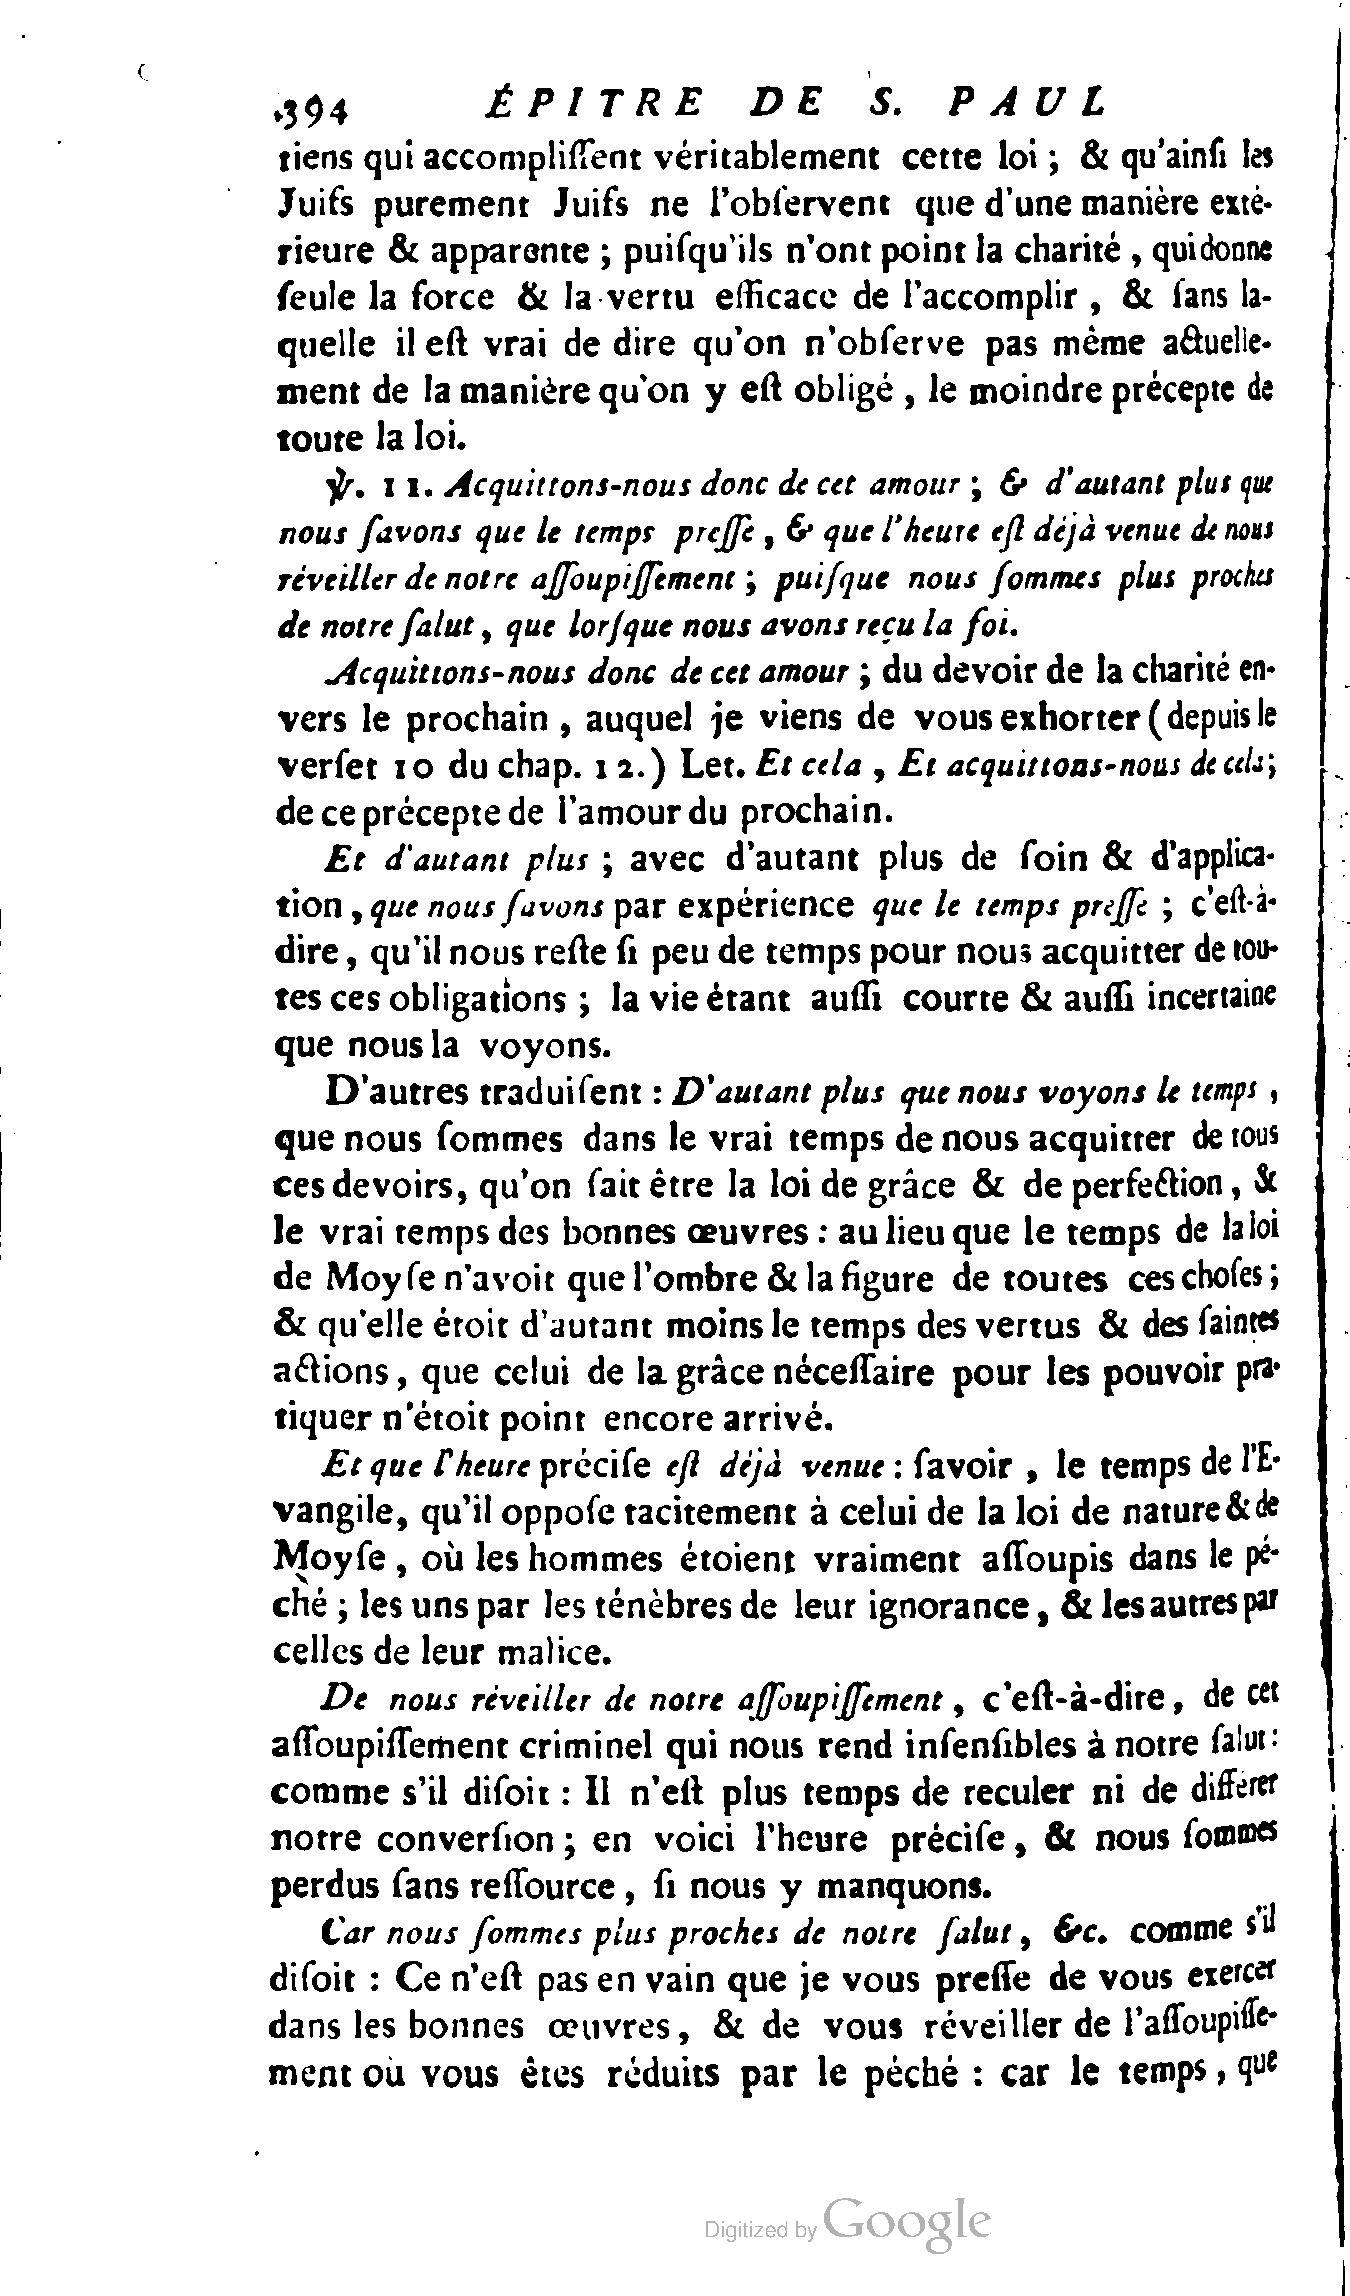 394 ÉPITRE DE S. PAUL
tiens qui accompliſſent véritablement cette loi ; & qu'ainſi les
Juifs purement Juifs ne l'obſervent que d'une manière exté-
rieure & apparente ; puiſqu'ils n'ont point la charité , qui donne
ſeule la force & la vertu efficace de l'accomplir , & ſans la-
quelle il eſt vrai de dire qu'on n'obſerve pas même actuelle-
ment de la manière qu'on y eſt obligé , le moindre précepte de
toute la loi.
℣. 11. Acquittons-nous donc de cet amour ; & d'autant plus que
nous ſavons que le temps preſſe , & que l'heure eſt déjà venue de nous
réveiller de notre aſſoupiſſement ; puiſque nous ſommes plus proches
de notre ſalut , que lorſque nous avons reçu la foi.
Acquittons-nous donc de cet amour ; du devoir de la charité en-
vers le prochain , auquel je viens de vous exhorter ( depuis le
verſet 10 du chap. 12. ) Let. Et cela , Et acquittons-nous de cela ;
de ce précepte de l'amour du prochain.
Et d'autant plus ; avec d'autant plus de ſoin & d'applica-
tion , que nous ſavons par expérience que le temps preſſe ; c'eſt-à-
dire , qu'il nous reſte ſi peu de temps pour nous acquitter de tou-
tes ces obligations ; la vie étant auſſi courte & auſſi incertaine
que nous la voyons.
D'autres traduiſent : D'autant plus que nous voyons le temps ,
que nous ſommes dans le vrai temps de nous acquitter de tous
ces devoirs, qu'on ſait être la loi de grâce & de perfection , &
le vrai temps des bonnes œuvres : au lieu que le temps de la loi
de Moyſe n'avoit que l'ombre & la figure de toutes ces choſes ;
& qu'elle étoit d'autant moins le temps des vertus & des ſaintes
actions , que celui de la grâce néceſſaire pour les pouvoir pra-
tiquer n'étoit point encore arrivé.
Et que l'heure préciſe eſt déjà venue : ſavoir , le temps de l'E-
vangile, qu'il oppoſe tacitement à celui de la loi de nature & de
Moyſe , où les hommes étoient vraiment aſſoupis dans le pé-
ché ; les uns par les ténèbres de leur ignorance , & les autres par
celles de leur malice.
De nous réveiller de notre aſſoupiſſement , c'eſt-à-dire , de cet
aſſoupiſſement criminel qui nous rend inſenſibles à notre ſalut :
comme s'il diſoit : Il n'eſt plus temps de reculer ni de différer
notre converſion ; en voici l'heure préciſe , & nous ſommes
perdus ſans reſſource , ſi nous y manquons.
Car nous ſommes plus proches de notre ſalut , &c. comme s'il
diſoit : Ce n'eſt pas en vain que je vous preſſe de vous exercer
dans les bonnes œuvres , & de vous réveiller de l'aſſoupiſſe-
ment où vous êtes réduits par le péché : car le temps , que
Digitized by Google